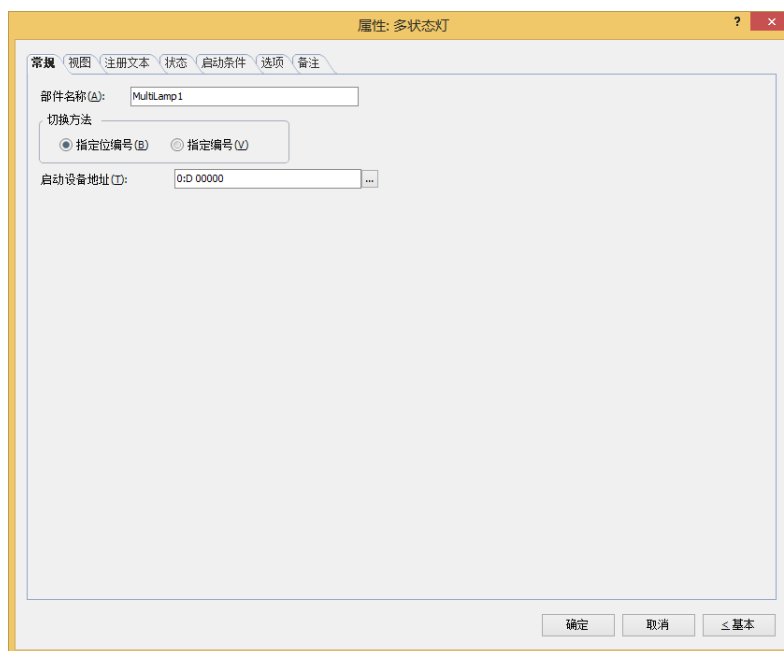 属性: 多状态灯
? ×
常规 视图 注册文本 状态 启动条件 选项 备注
部件名称(A): MultiLamp1
切换方法
指定位编号(B) 指定编号(V)
启动设备地址(T): 0:D 00000 ...
确定 取消 ≤基本